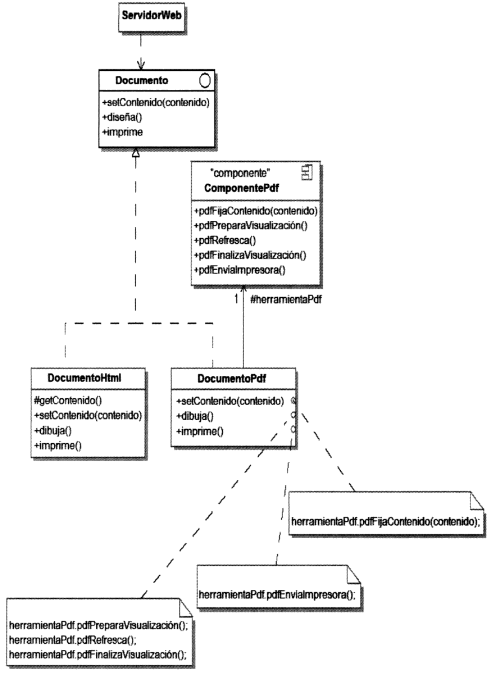 ServidorWeb
Documento
+setContenido(contenido)
+diseña()
+imprime
"componente"
ComponentePdf
+pdfFijaContenido(contenido)
+pdfPreparaVisualización()
+pdfRefresca()
+pdfFinalizaVisualización()
+pdfEnviaImpresora()
1 #herramientaPdf
DocumentoHtml
#getContenido()
+setContenido(contenido)
+dibuja()
+imprime()
DocumentoPdf
+setContenido(contenido)
+dibuja()
+imprime()
herramientaPdf.pdfFijaContenido(contenido);
herramientaPdf.pdfEnviaImpresora();
herramientaPdf.pdfPreparaVisualización();
herramientaPdf.pdfRefresca();
herramientaPdf.pdfFinalizaVisualización();